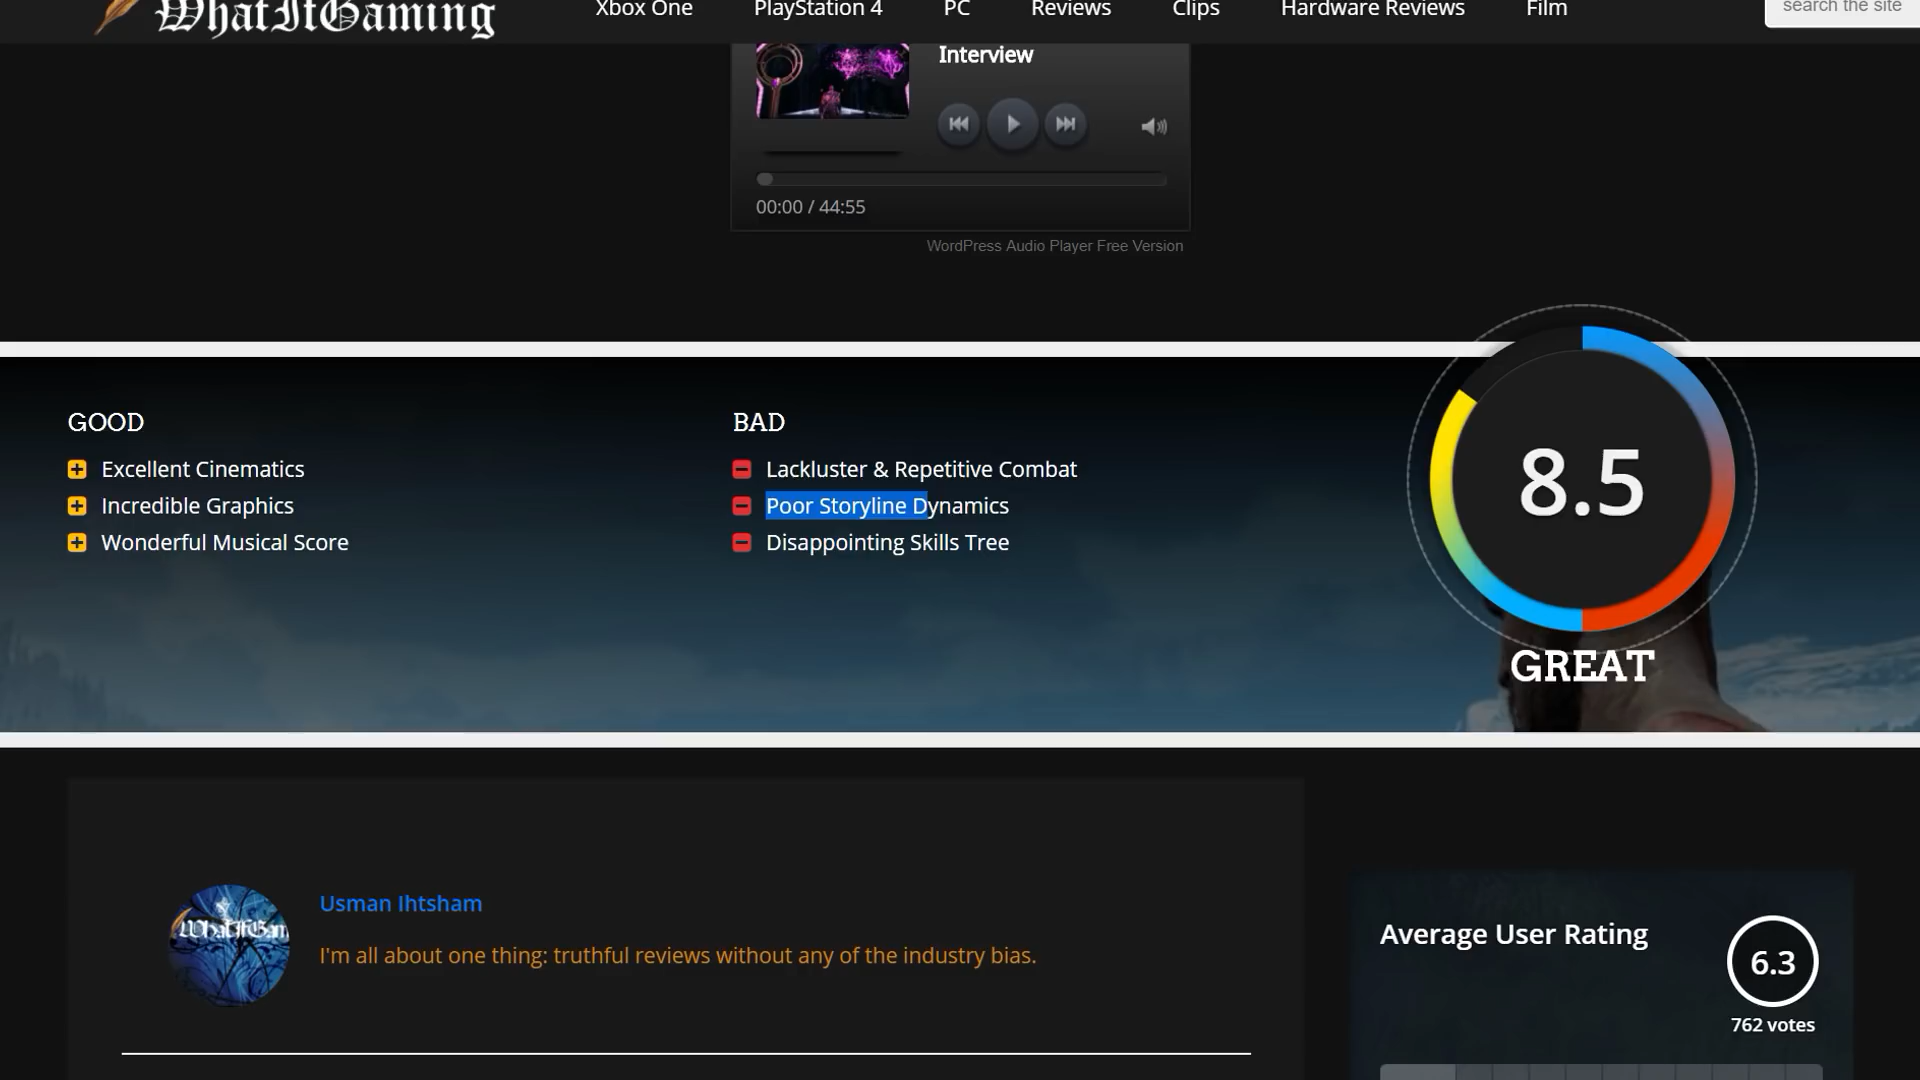 WhatIfGaming
Xbox One PlayStation 4 PC Reviews Clips Hardware Reviews Film
search the site
Interview
00:00 / 44:55
WordPress Audio Player Free Version
GOOD
Excellent Cinematics
Incredible Graphics
Wonderful Musical Score
BAD
Lackluster & Repetitive Combat
Poor Storyline Dynamics
Disappointing Skills Tree
8.5
GREAT
WhatIfGam
Usman Ihtsham
I'm all about one thing: truthful reviews without any of the industry bias.
Average User Rating
6.3
762 votes